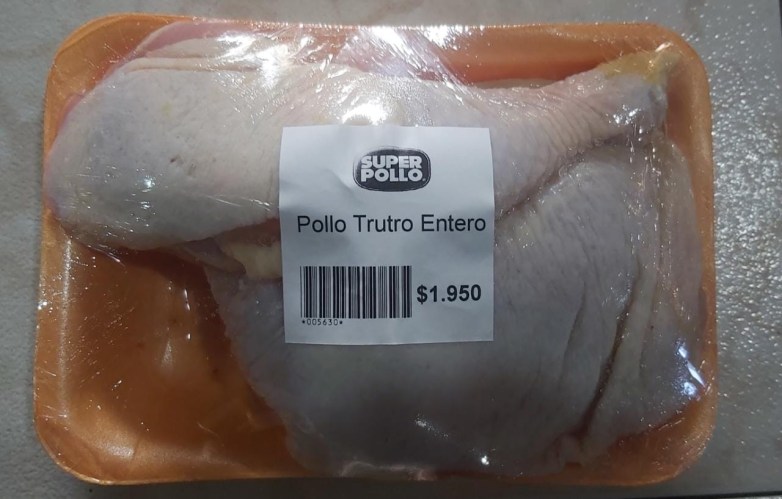 SUPER
POLLO
Pollo Trutro Entero
$1.950
*005630*